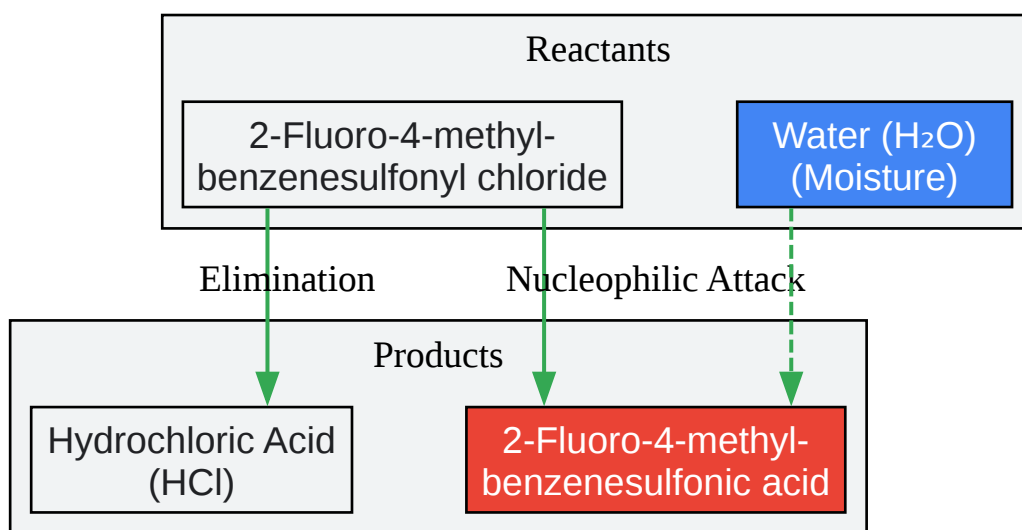 Reactants
2-Fluoro-4-methyl-
benzenesulfonyl chloride
Water (H₂O)
(Moisture)
Elimination
Nucleophilic Attack
Products
Hydrochloric Acid
(HCl)
2-Fluoro-4-methyl-
benzenesulfonic acid